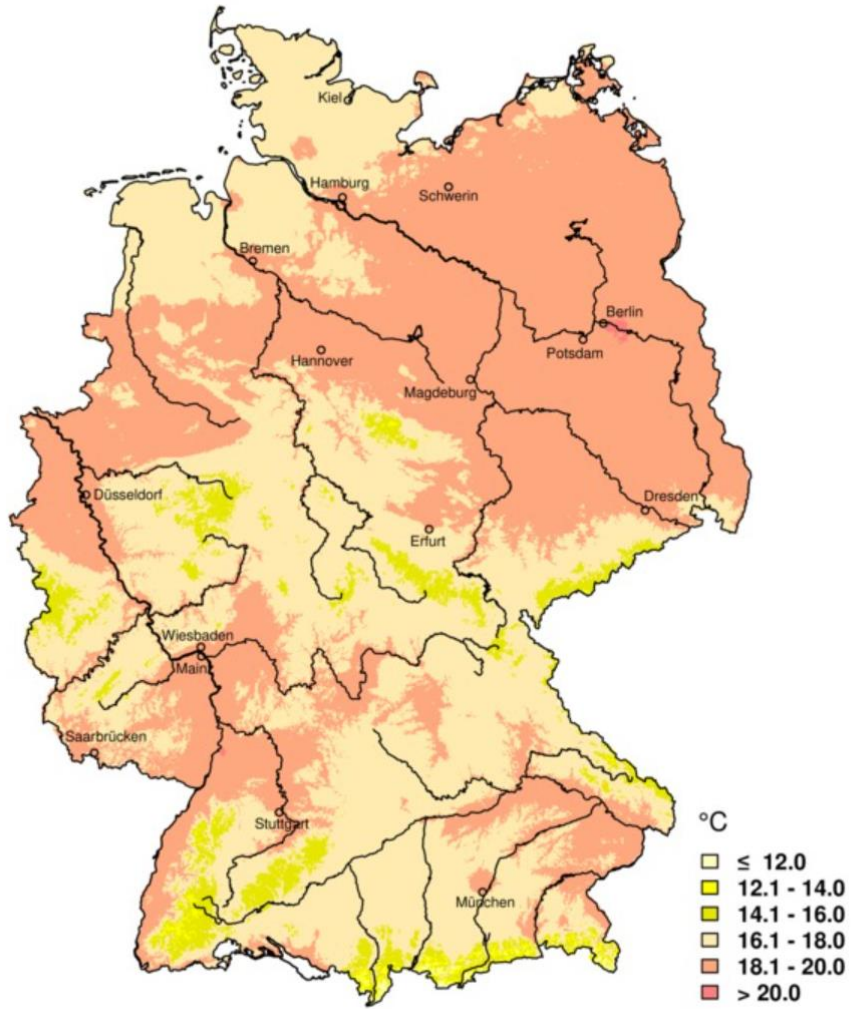 Kiel
Hamburg
Schwerin
Bremen
Berlin
Hannover
Potsdam
Magdeburg
Düsseldorf
Dresden
Erfurt
Wiesbaden
Mainz
Saarbrücken
Stuttgart
München
°C
≤ 12.0
12.1 - 14.0
14.1 - 16.0
16.1 - 18.0
18.1 - 20.0
> 20.0